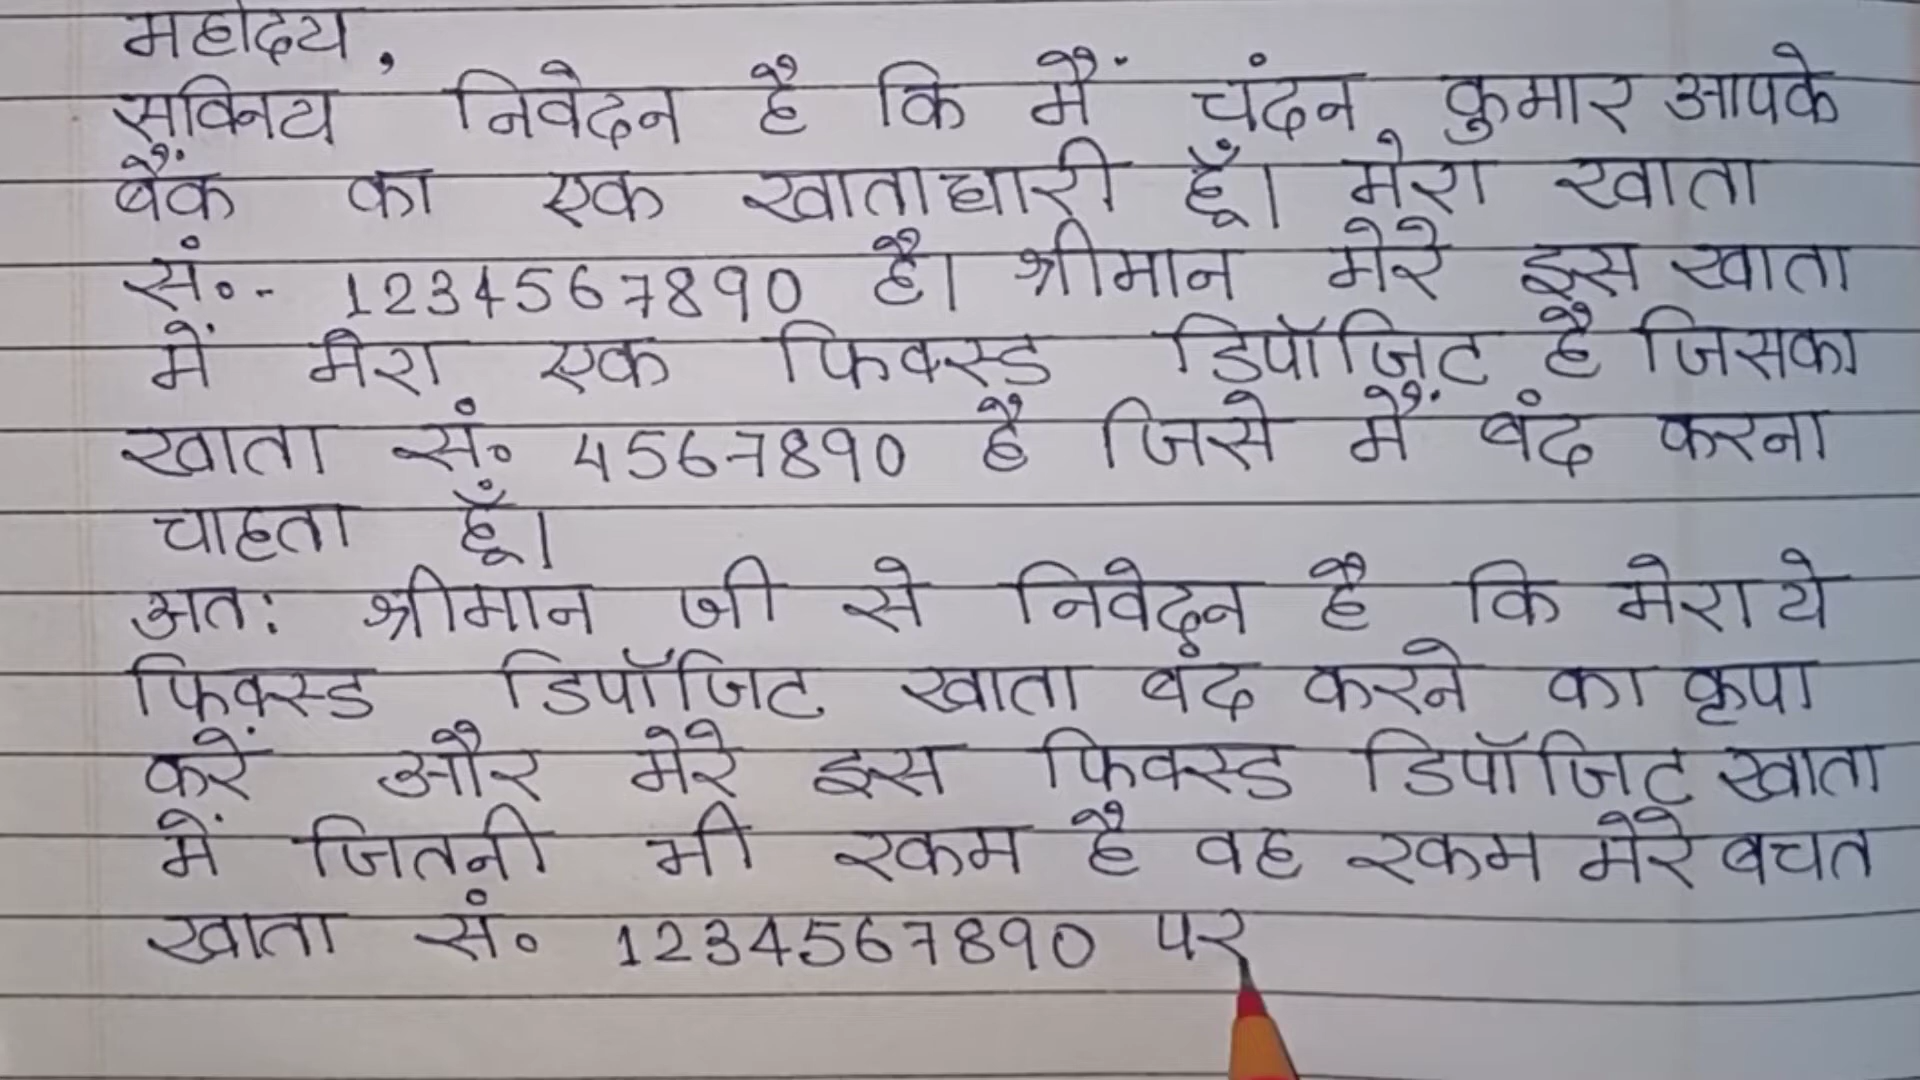 महोदय,
सविनय निवेदन है कि मैं चंदन कुमार आपके
बैंक का एक खाताधारी हूँ। मेरा खाता
सं०- 1234567890 है। श्रीमान मेरे इस खाता
में मेरा एक फिक्स्ड डिपॉजिट है जिसका
खाता सं० 4567890 है जिसे मैं बंद करना
चाहता हूँ।
अत: श्रीमान जी से निवेदन है कि मेरा ये
फिक्स्ड डिपॉजिट खाता बंद करने का कृपा
करें और मेरे इस फिक्स्ड डिपॉजिट खाता
में जितनी भी रकम है वह रकम मेरे बचत
खाता सं० 1234567890 पर